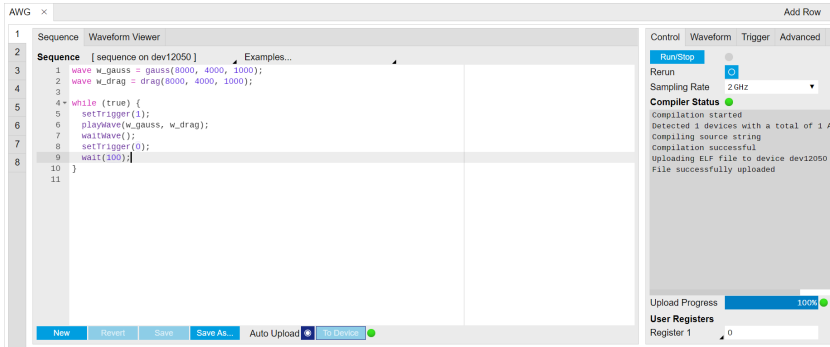 AWG × Add Row
1
2
3
4
5
6
7
8
Sequence Waveform Viewer
Sequence [ sequence on dev12050 ] Examples...
1 wave w_gauss = gauss(8000, 4000, 1000);
2 wave w_drag = drag(8000, 4000, 1000);
3
4 while (true) {
5 setTrigger(1);
6 playWave(w_gauss, w_drag);
7 waitWave();
8 setTrigger(0);
9 wait(100);
10 }
11
New Revert Save Save As... Auto Upload To Device
Control Waveform Trigger Advanced
Run/Stop
Rerun
Sampling Rate 2 GHz
Compiler Status
Compilation started
Detected 1 devices with a total of 1 A
Compiling source string
Compilation successful
Uploading ELF file to device dev12050
File successfully uploaded
Upload Progress 100%
User Registers
Register 1 0